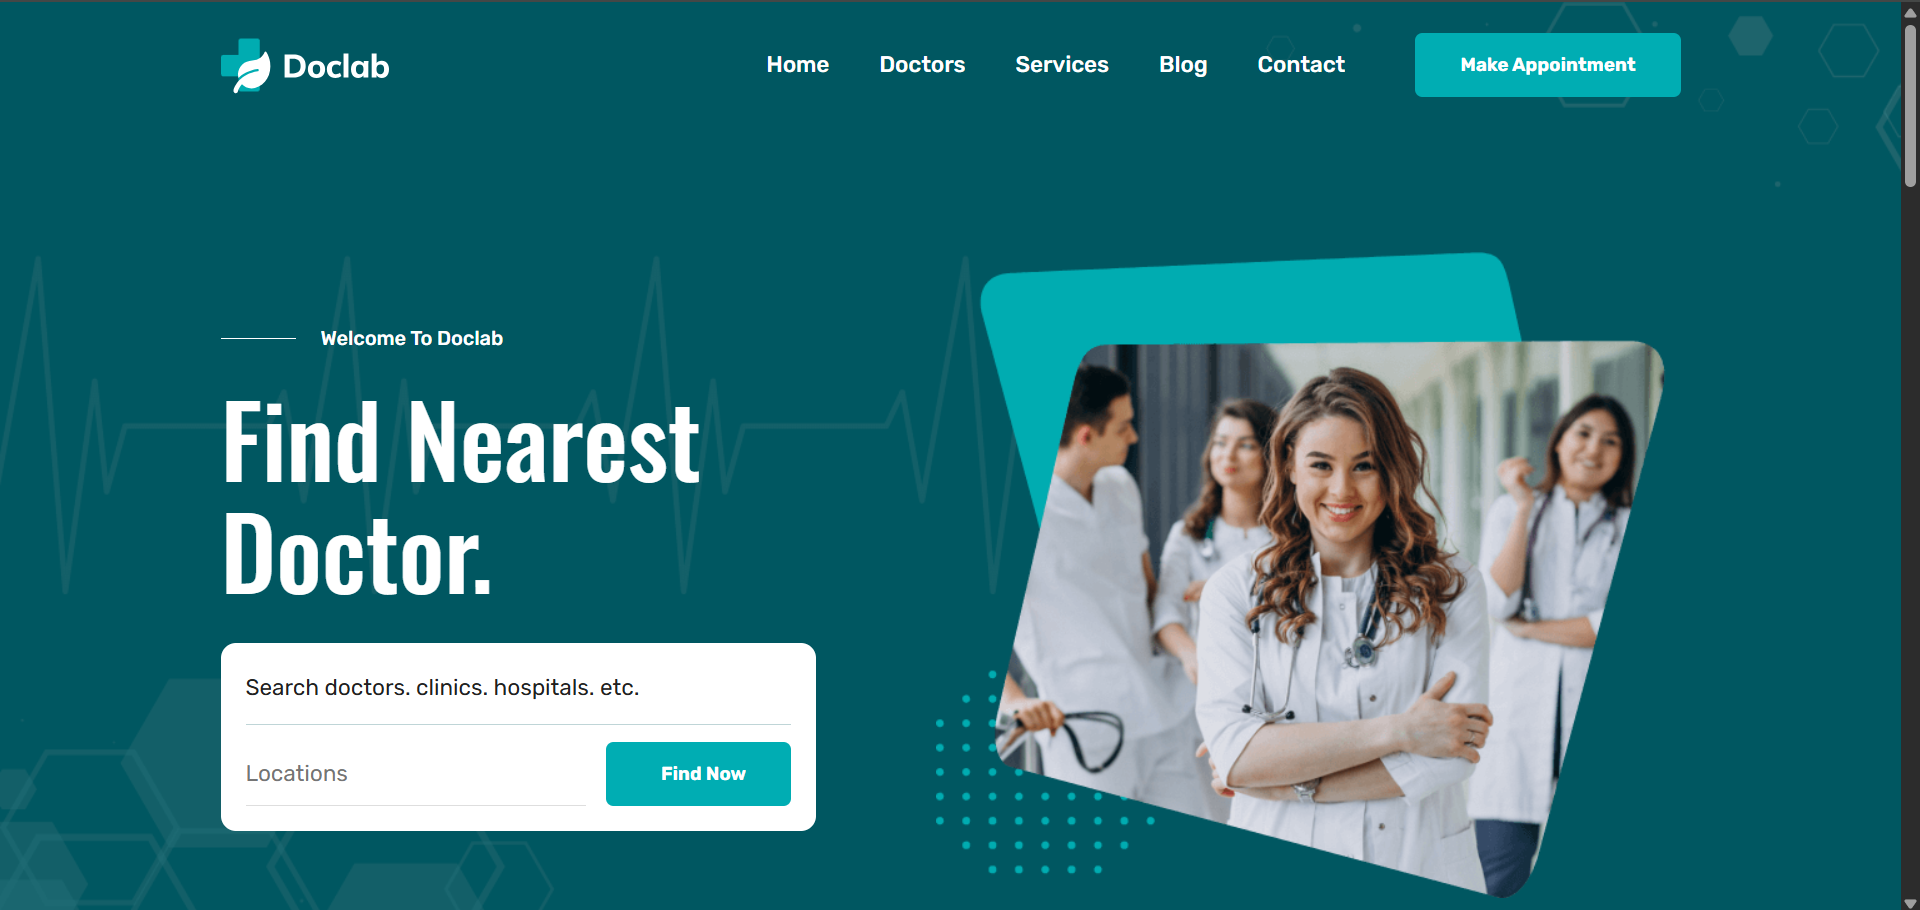 Doclab
Home Doctors Services Blog Contact Make Appointment
Welcome To Doclab
Find Nearest
Doctor.
Search doctors. clinics. hospitals. etc.
Locations
Find Now